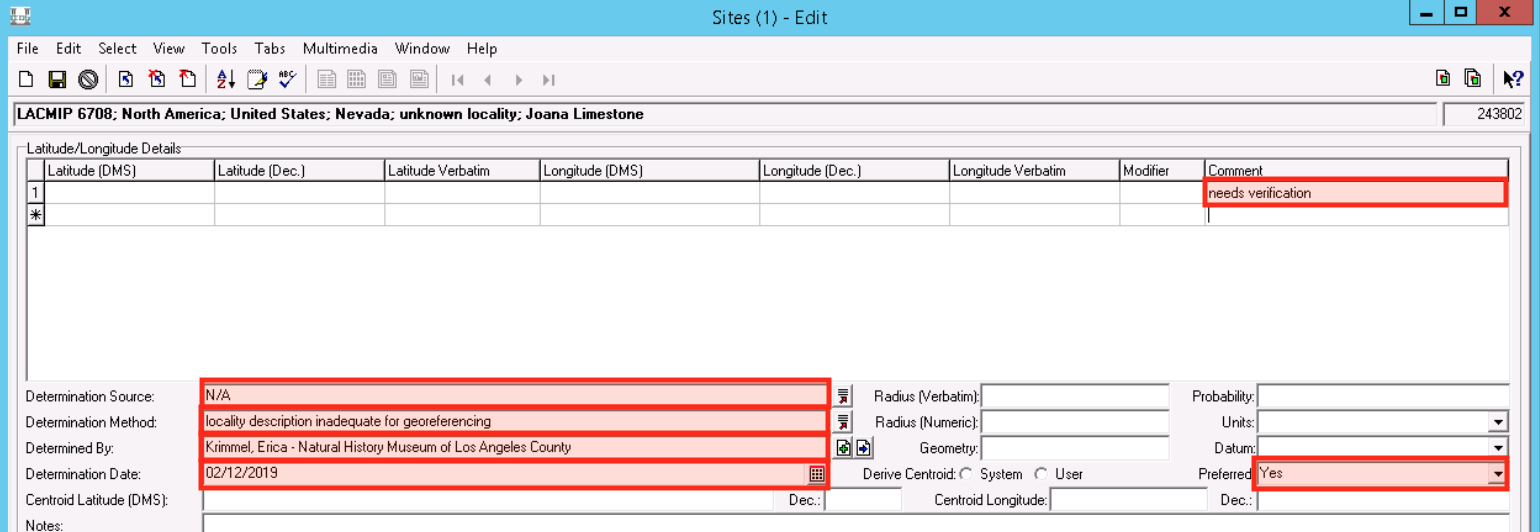 Sites (1) - Edit
File Edit Select View Tools Tabs Multimedia Window Help
LACMIP 6708; North America; United States; Nevada; unknown locality; Joana Limestone 243802
Latitude/Longitude Details
Latitude (DMS) Latitude (Dec.) Latitude Verbatim Longitude (DMS) Longitude (Dec.) Longitude Verbatim Modifier Comment
1 needs verification
Determination Source: N/A Radius (Verbatim): Probability:
Determination Method: locality description inadequate for georeferencing Radius (Numeric): Units:
Determined By: Krimmel, Erica - Natural History Museum of Los Angeles County Geometry: Datum:
Determination Date: 02/12/2019 Derive Centroid: System User Preferred Yes
Centroid Latitude (DMS): Dec.: Centroid Longitude: Dec.:
Notes: